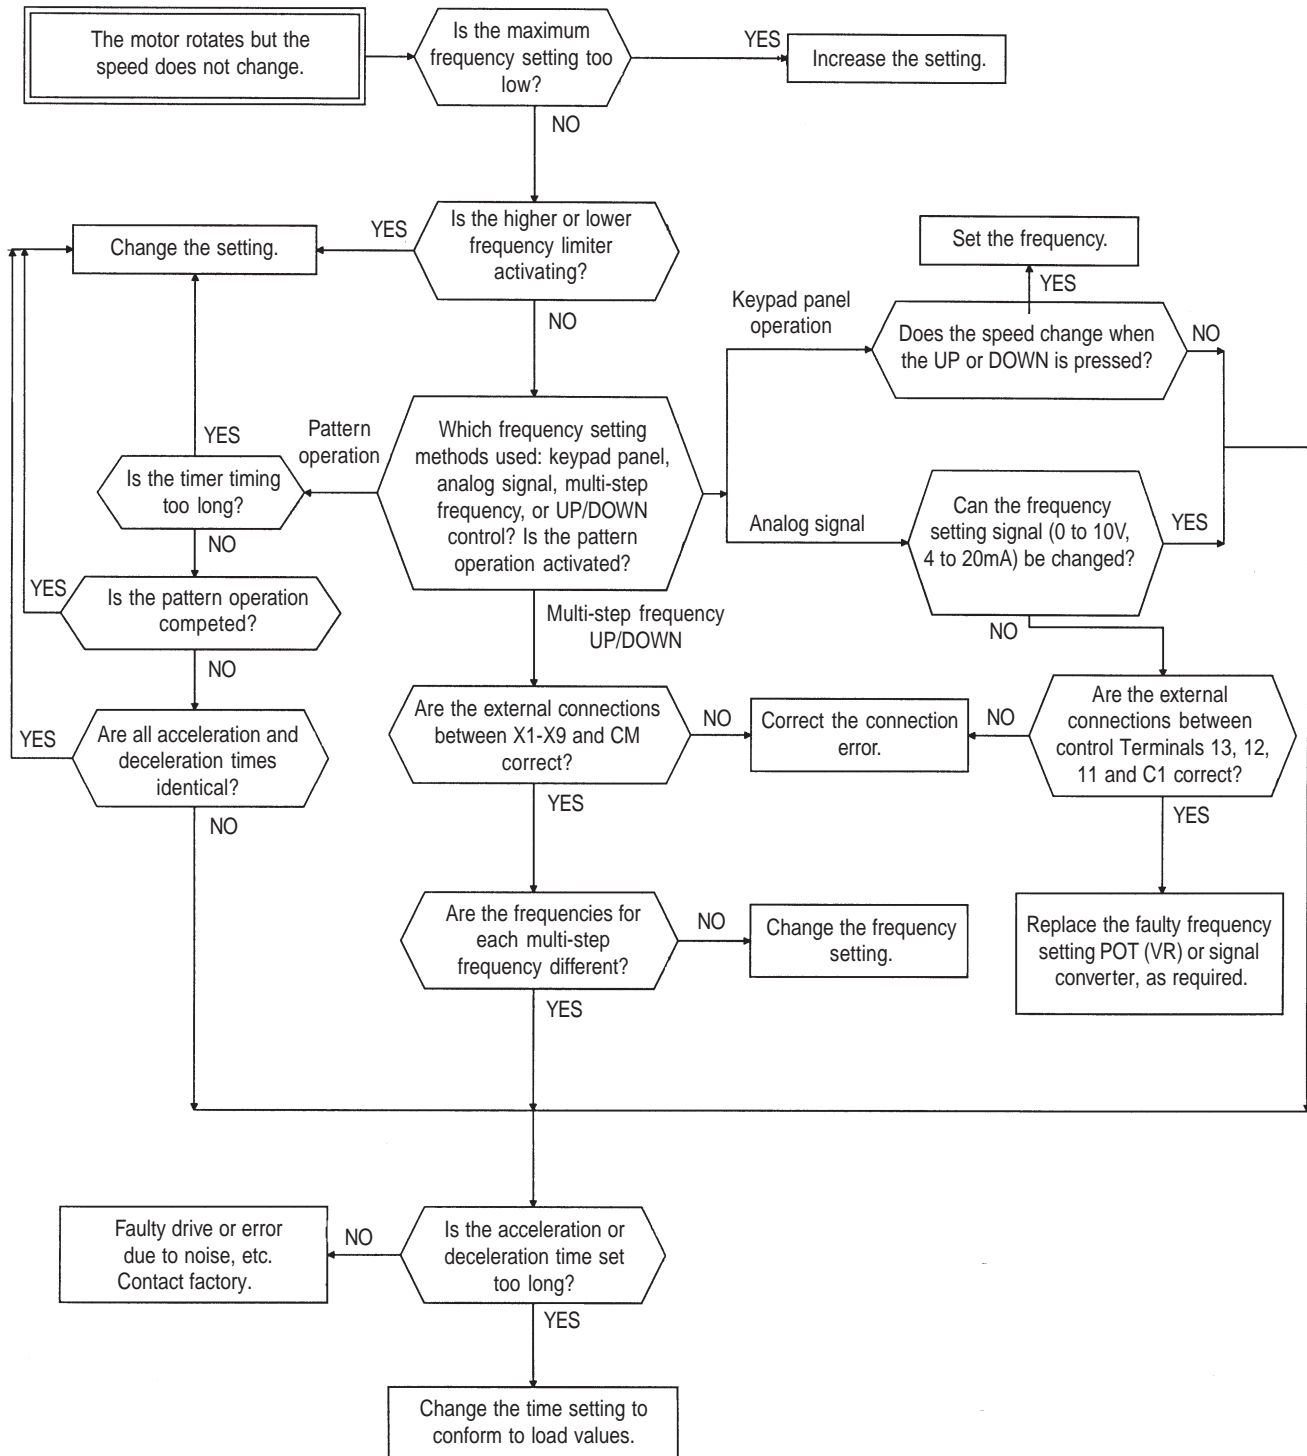 The motor rotates but the
speed does not change.
Is the maximum
frequency setting too
low?
YES
Increase the setting.
NO
Is the higher or lower
frequency limiter
activating?
YES
Change the setting.
NO
Set the frequency.
YES
Keypad panel
operation
Does the speed change when
the UP or DOWN is pressed?
NO
Which frequency setting
methods used: keypad panel,
analog signal, multi-step
frequency, or UP/DOWN
control? Is the pattern
operation activated?
Pattern
operation
YES
Is the timer timing
too long?
NO
Analog signal
Can the frequency
setting signal (0 to 10V,
4 to 20mA) be changed?
YES
NO
YES
Is the pattern operation
competed?
NO
Multi-step frequency
UP/DOWN
YES
Are all acceleration and
deceleration times
identical?
NO
Are the external connections
between X1-X9 and CM
correct?
NO
Correct the connection
error.
NO
Are the external
connections between
control Terminals 13, 12,
11 and C1 correct?
YES
YES
Are the frequencies for
each multi-step
frequency different?
NO
Change the frequency
setting.
Replace the faulty frequency
setting POT (VR) or signal
converter, as required.
YES
Faulty drive or error
due to noise, etc.
Contact factory.
NO
Is the acceleration or
deceleration time set
too long?
YES
Change the time setting to
conform to load values.